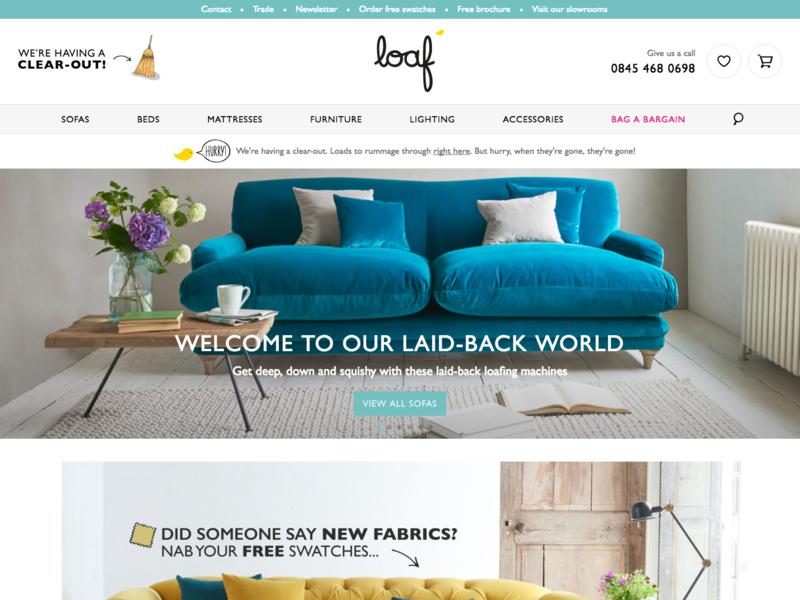 Contact • Trade • Newsletter • Order free swatches • Free brochure • Visit our slowrooms
WE'RE HAVING A
CLEAR-OUT!
loaf
Give us a call
0845 468 0698
SOFAS BEDS MATTRESSES FURNITURE LIGHTING ACCESSORIES BAG A BARGAIN
HURRY! We're having a clear-out. Loads to rummage through right here. But hurry, when they're gone, they're gone!
WELCOME TO OUR LAID-BACK WORLD
Get deep, down and squishy with these laid-back loafing machines
VIEW ALL SOFAS
DID SOMEONE SAY NEW FABRICS?
NAB YOUR FREE SWATCHES...